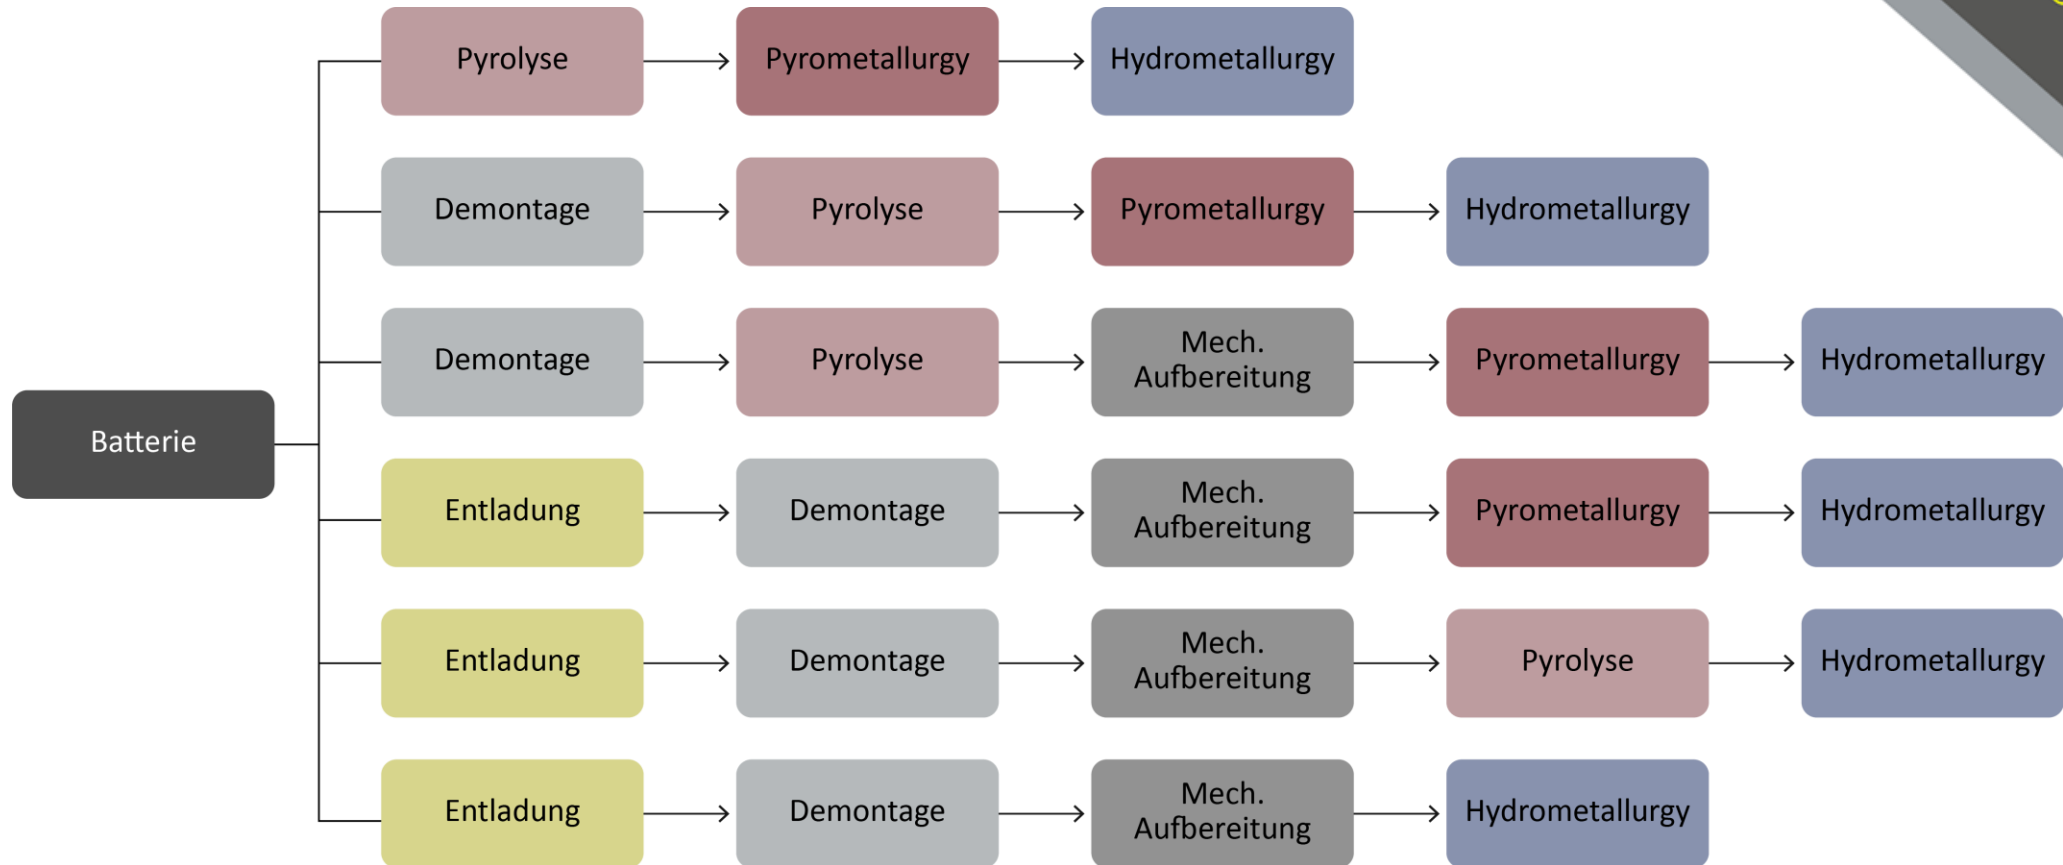 Pyrolyse
Pyrometallurgy
Hydrometallurgy
Demontage
Pyrolyse
Pyrometallurgy
Hydrometallurgy
Demontage
Pyrolyse
Mech.
Aufbereitung
Pyrometallurgy
Hydrometallurgy
Batterie
Entladung
Demontage
Mech.
Aufbereitung
Pyrometallurgy
Hydrometallurgy
Entladung
Demontage
Mech.
Aufbereitung
Pyrolyse
Hydrometallurgy
Entladung
Demontage
Mech.
Aufbereitung
Hydrometallurgy